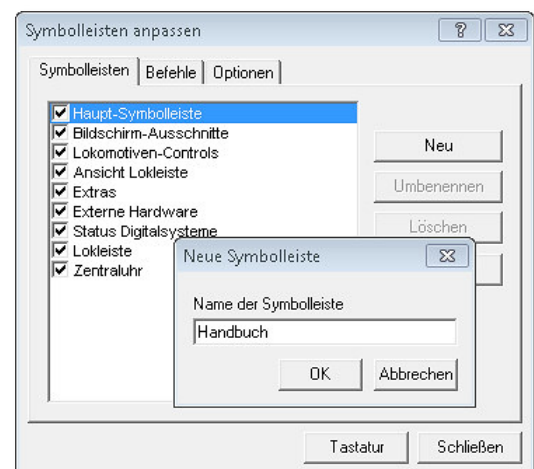 Symbolleisten anpassen
Symbolleisten Befehle Optionen
Haupt-Symbolleiste
Bildschirm-Ausschnitte
Lokomotiven-Controls
Ansicht Lokleiste
Extras
Externe Hardware
Status Digitalsysteme
Lokleiste
Zentraluhr
Neu
Umbenennen
Löschen
Neue Symbolleiste
Name der Symbolleiste
Handbuch
OK Abbrechen
Tastatur Schließen